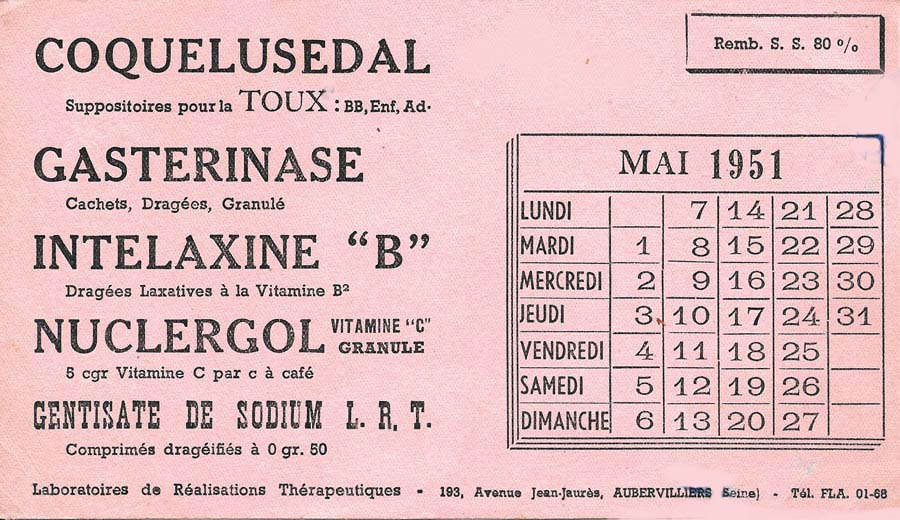 COQUELUSEDAL
Suppositoires pour la TOUX : BB, Enf, Ad.
GASTERINASE
Cachets, Dragées, Granulé
INTELAXINE "B"
Dragées Laxatives à la Vitamine B²
NUCLERGOL VITAMINE "C" GRANULE
5 cgr Vitamine C par c à café
GENTISATE DE SODIUM L. R. T.
Comprimés dragéifiés à 0 gr. 50
Remb. S. S. 80 %
MAI 1951
LUNDI 7 14 21 28
MARDI 1 8 15 22 29
MERCREDI 2 9 16 23 30
JEUDI 3 10 17 24 31
VENDREDI 4 11 18 25
SAMEDI 5 12 19 26
DIMANCHE 6 13 20 27
Laboratoires de Réalisations Thérapeutiques - 193, Avenue Jean-Jaurès, AUBERVILLIERS Seine) - Tél. FLA. 01-68